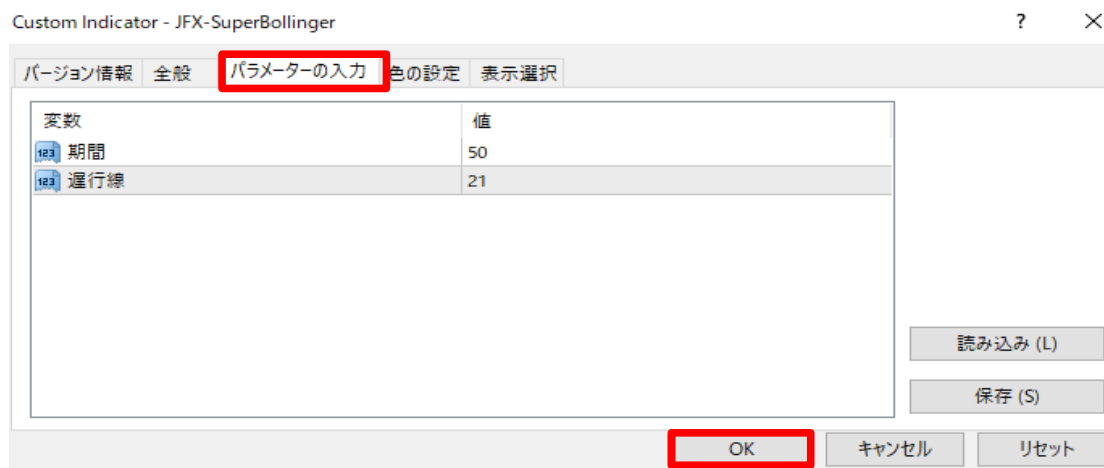 Custom Indicator - JFX-SuperBollinger ? ×
バージョン情報 全般 パラメーターの入力 色の設定 表示選択
変数 値
123 期間 50
123 遅行線 21
読み込み (L)
保存 (S)
OK キャンセル リセット